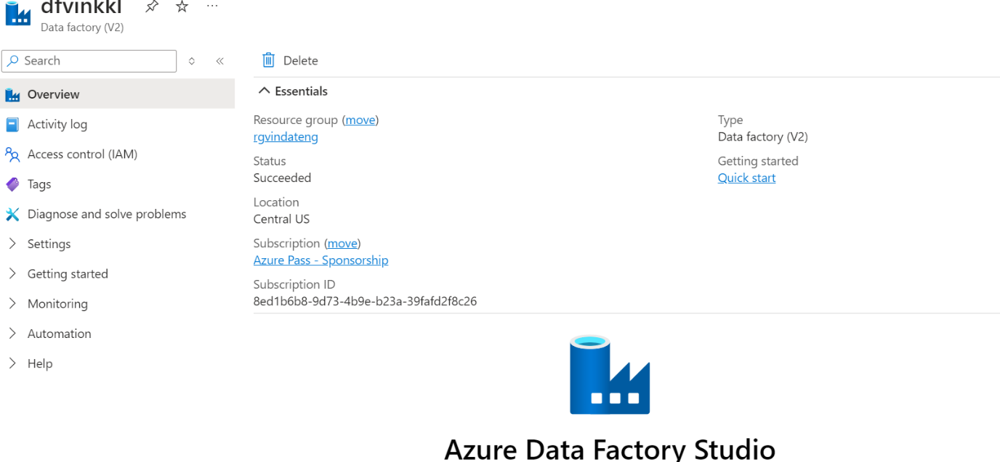 dfvinkkl
Data factory (V2)
Search
Delete
Overview
Activity log
Access control (IAM)
Tags
Diagnose and solve problems
Settings
Getting started
Monitoring
Automation
Help
Essentials
Resource group (move)
rgvindateng
Status
Succeeded
Location
Central US
Subscription (move)
Azure Pass - Sponsorship
Subscription ID
8ed1b6b8-9d73-4b9e-b23a-39fafd2f8c26
Type
Data factory (V2)
Getting started
Quick start
Azure Data Factory Studio